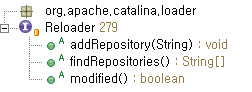 org.apache.catalina.loader
Reloader 279
addRepository(String) : void
findRepositories() : String[]
modified() : boolean